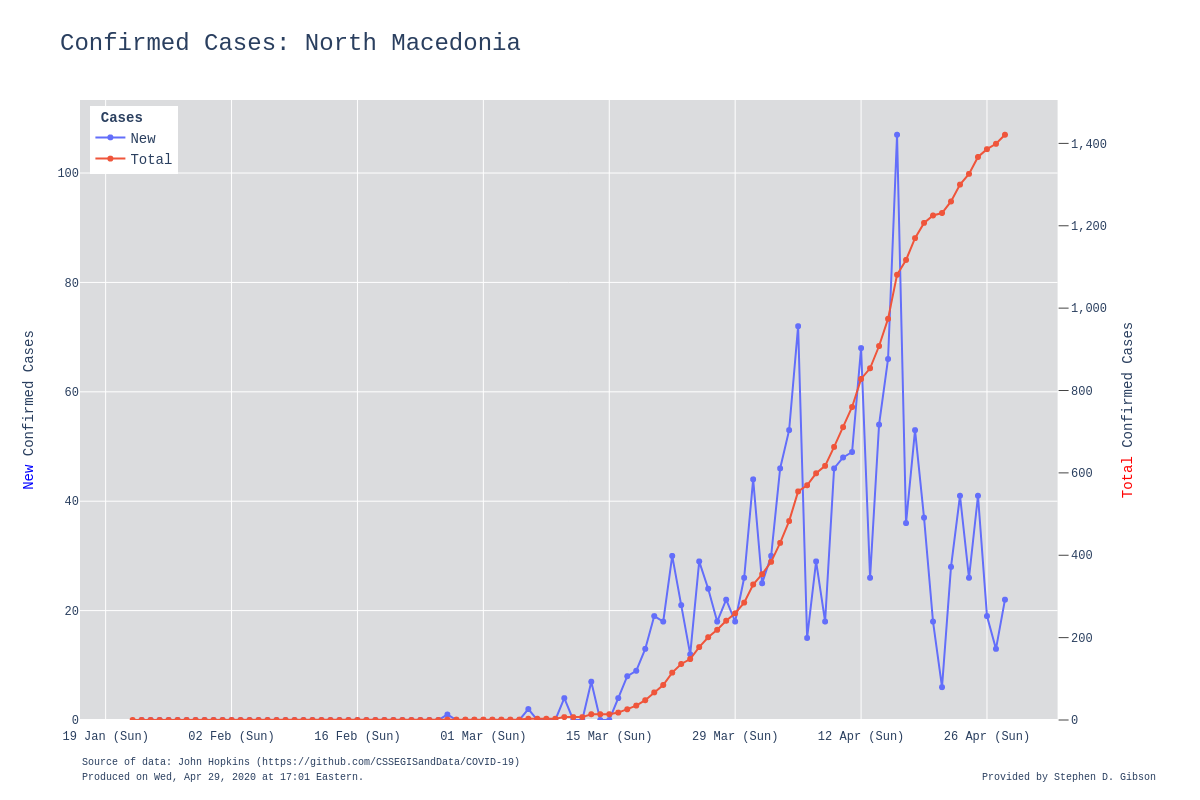 Confirmed Cases: North Macedonia
Cases
New
Total
100
80
60
40
20
0
1,400
1,200
1,000
800
600
400
200
0
New Confirmed Cases
Total Confirmed Cases
19 Jan (Sun) 02 Feb (Sun) 16 Feb (Sun) 01 Mar (Sun) 15 Mar (Sun) 29 Mar (Sun) 12 Apr (Sun) 26 Apr (Sun)
Source of data: John Hopkins (https://github.com/CSSEGISandData/COVID-19)
Produced on Wed, Apr 29, 2020 at 17:01 Eastern.
Provided by Stephen D. Gibson